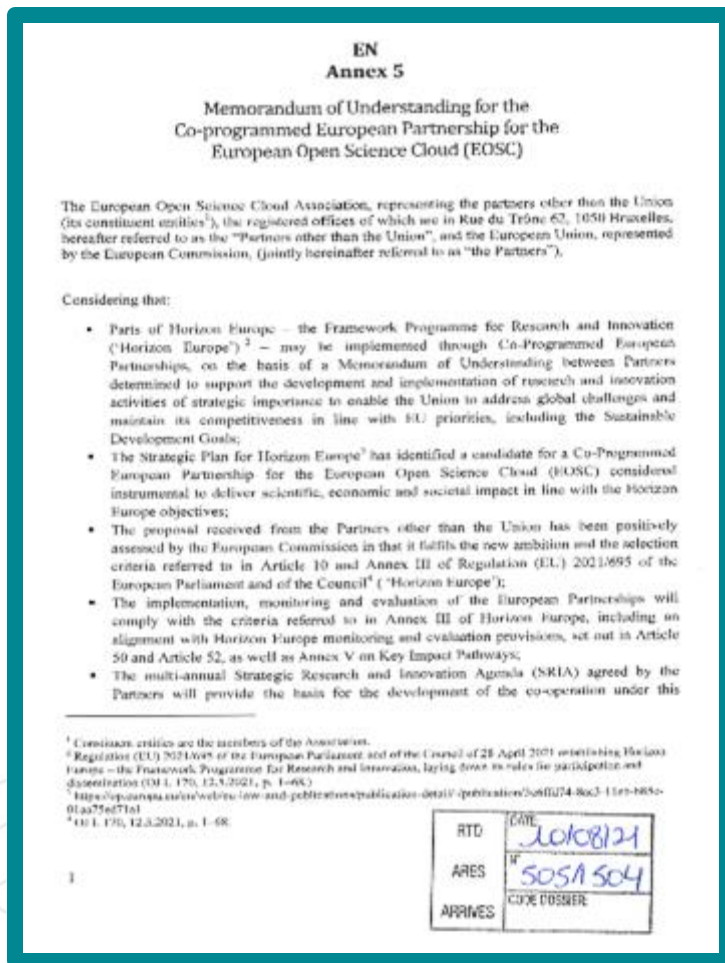 EN
Annex 5
Memorandum of Understanding for the
Co-programmed European Partnership for the
European Open Science Cloud (EOSC)
The European Open Science Cloud Association, representing the partners other than the Union
(its constituent entities¹), the registered offices of which are in Rue du Trône 62, 1050 Bruxelles,
hereafter referred to as the "Partners other than the Union", and the European Union, represented
by the European Commission, (jointly hereinafter referred to as "the Partners"),
Considering that:
• Parts of Horizon Europe – the Framework Programme for Research and Innovation
('Horizon Europe') ² – may be implemented through Co-Programmed European
Partnerships, on the basis of a Memorandum of Understanding between Partners
determined to support the development and implementation of research and innovation
activities of strategic importance to enable the Union to address global challenges and
maintain its competitiveness in line with EU priorities, including the Sustainable
Development Goals;
• The Strategic Plan for Horizon Europe³ has identified a candidate for a Co-Programmed
European Partnership for the European Open Science Cloud (EOSC) considered
instrumental to deliver scientific, economic and societal impact in line with the Horizon
Europe objectives;
• The proposal received from the Partners other than the Union has been positively
assessed by the European Commission in that it fulfils the new ambition and the selection
criteria referred to in Article 10 and Annex III of Regulation (EU) 2021/695 of the
European Parliament and of the Council⁴ ( 'Horizon Europe');
• The implementation, monitoring and evaluation of the European Partnerships will
comply with the criteria referred to in Annex III of Horizon Europe, including an
alignment with Horizon Europe monitoring and evaluation provisions, set out in Article
50 and Article 52, as well as Annex V on Key Impact Pathways;
• The multi-annual Strategic Research and Innovation Agenda (SRIA) agreed by the
Partners will provide the basis for the development of the co-operation under this
¹ Constituent entities are the members of the Association.
² Regulation (EU) 2021/695 of the European Parliament and of the Council of 28 April 2021 establishing Horizon
Europe – the Framework Programme for Research and Innovation, laying down its rules for participation and
dissemination (OJ L 170, 12.5.2021, p. 1–68.)
⁴ OJ L 170, 12.5.2021, p. 1–68.
1
RTD
ARES
ARRIVES
DATE
10/08/21
N°
5051504
CODE DOSSIER